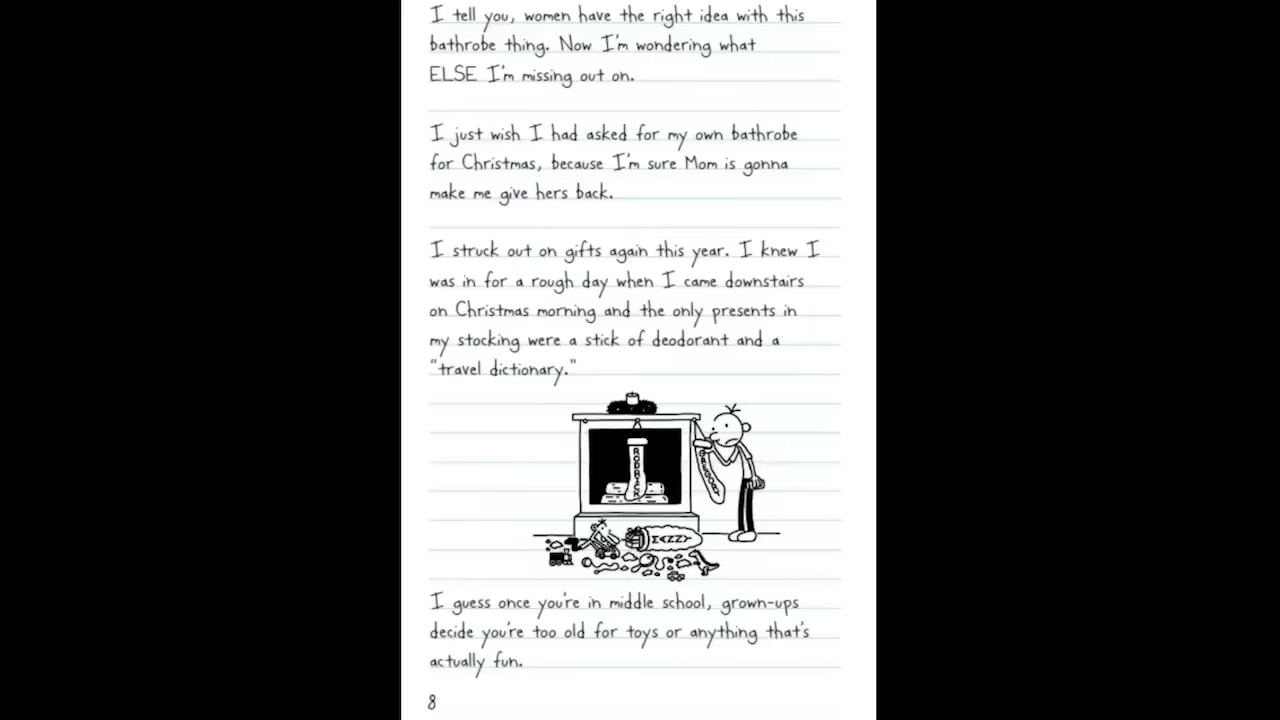 I tell you, women have the right idea with this
bathrobe thing. Now I'm wondering what
ELSE I'm missing out on.
I just wish I had asked for my own bathrobe
for Christmas, because I'm sure Mom is gonna
make me give hers back.
I struck out on gifts again this year. I knew I
was in for a rough day when I came downstairs
on Christmas morning and the only presents in
my stocking were a stick of deodorant and a
"travel dictionary."
RODRICK
GREGORY
MANNY
I guess once you're in middle school, grown-ups
decide you're too old for toys or anything that's
actually fun.
8